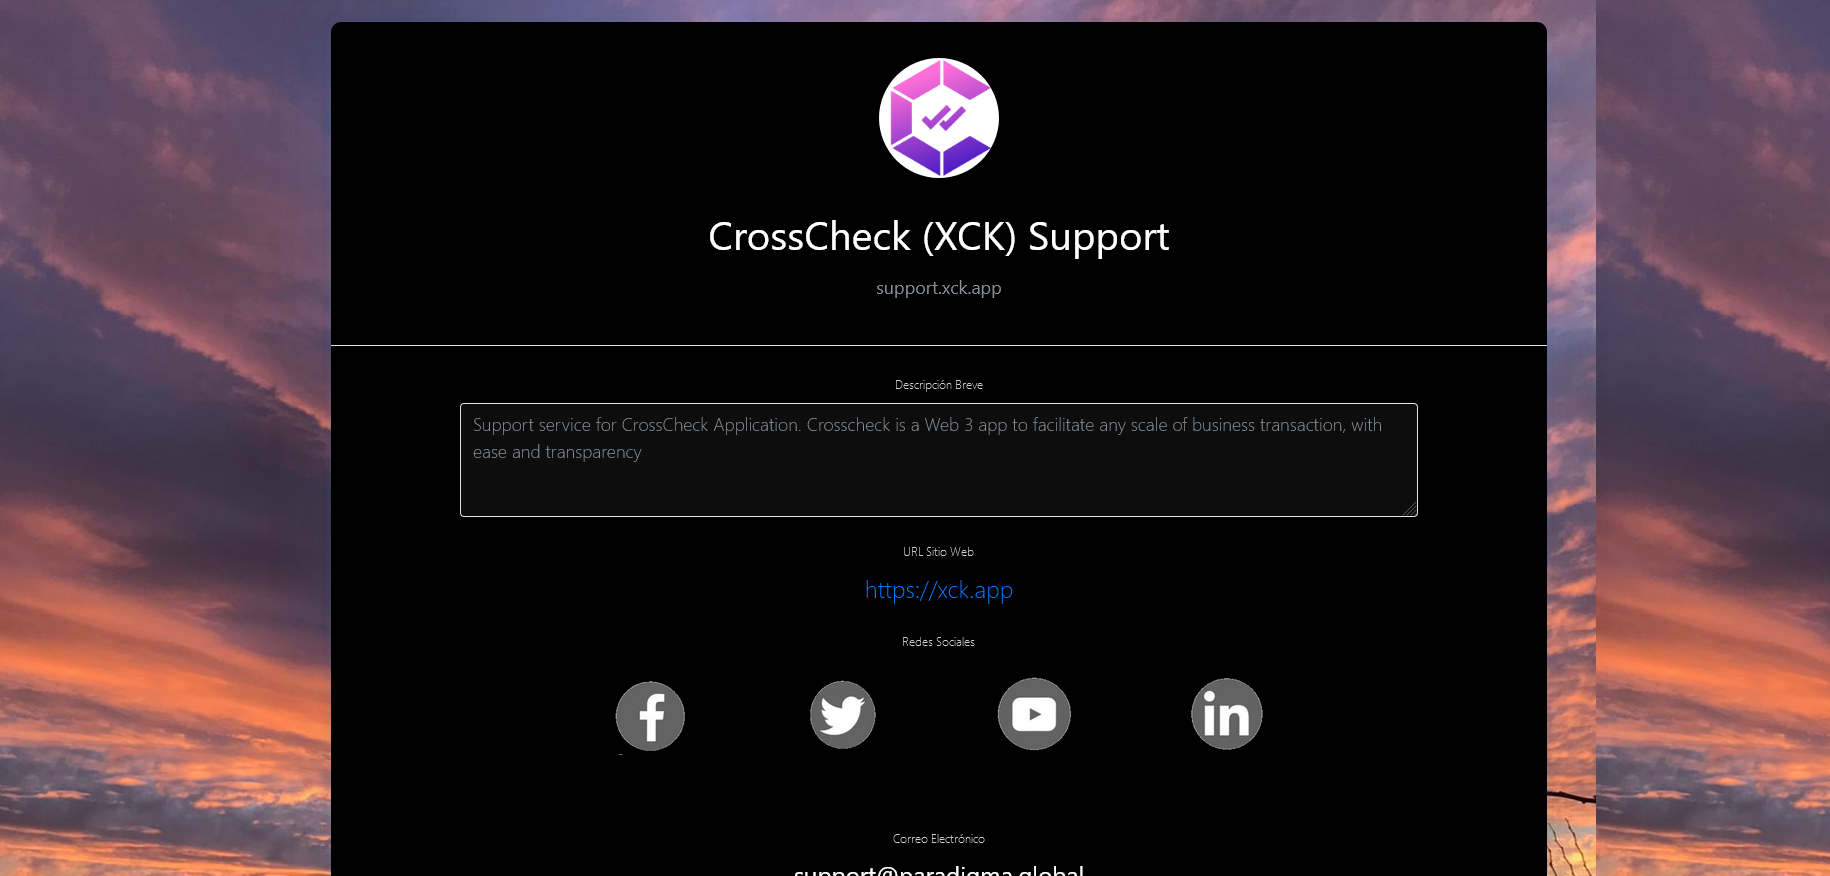 CrossCheck (XCK) Support
support.xck.app
Descripción Breve
Support service for CrossCheck Application. Crosscheck is a Web 3 app to facilitate any scale of business transaction, with
ease and transparency
URL Sitio Web
https://xck.app
Redes Sociales
Correo Electrónico
support@paradigma.global